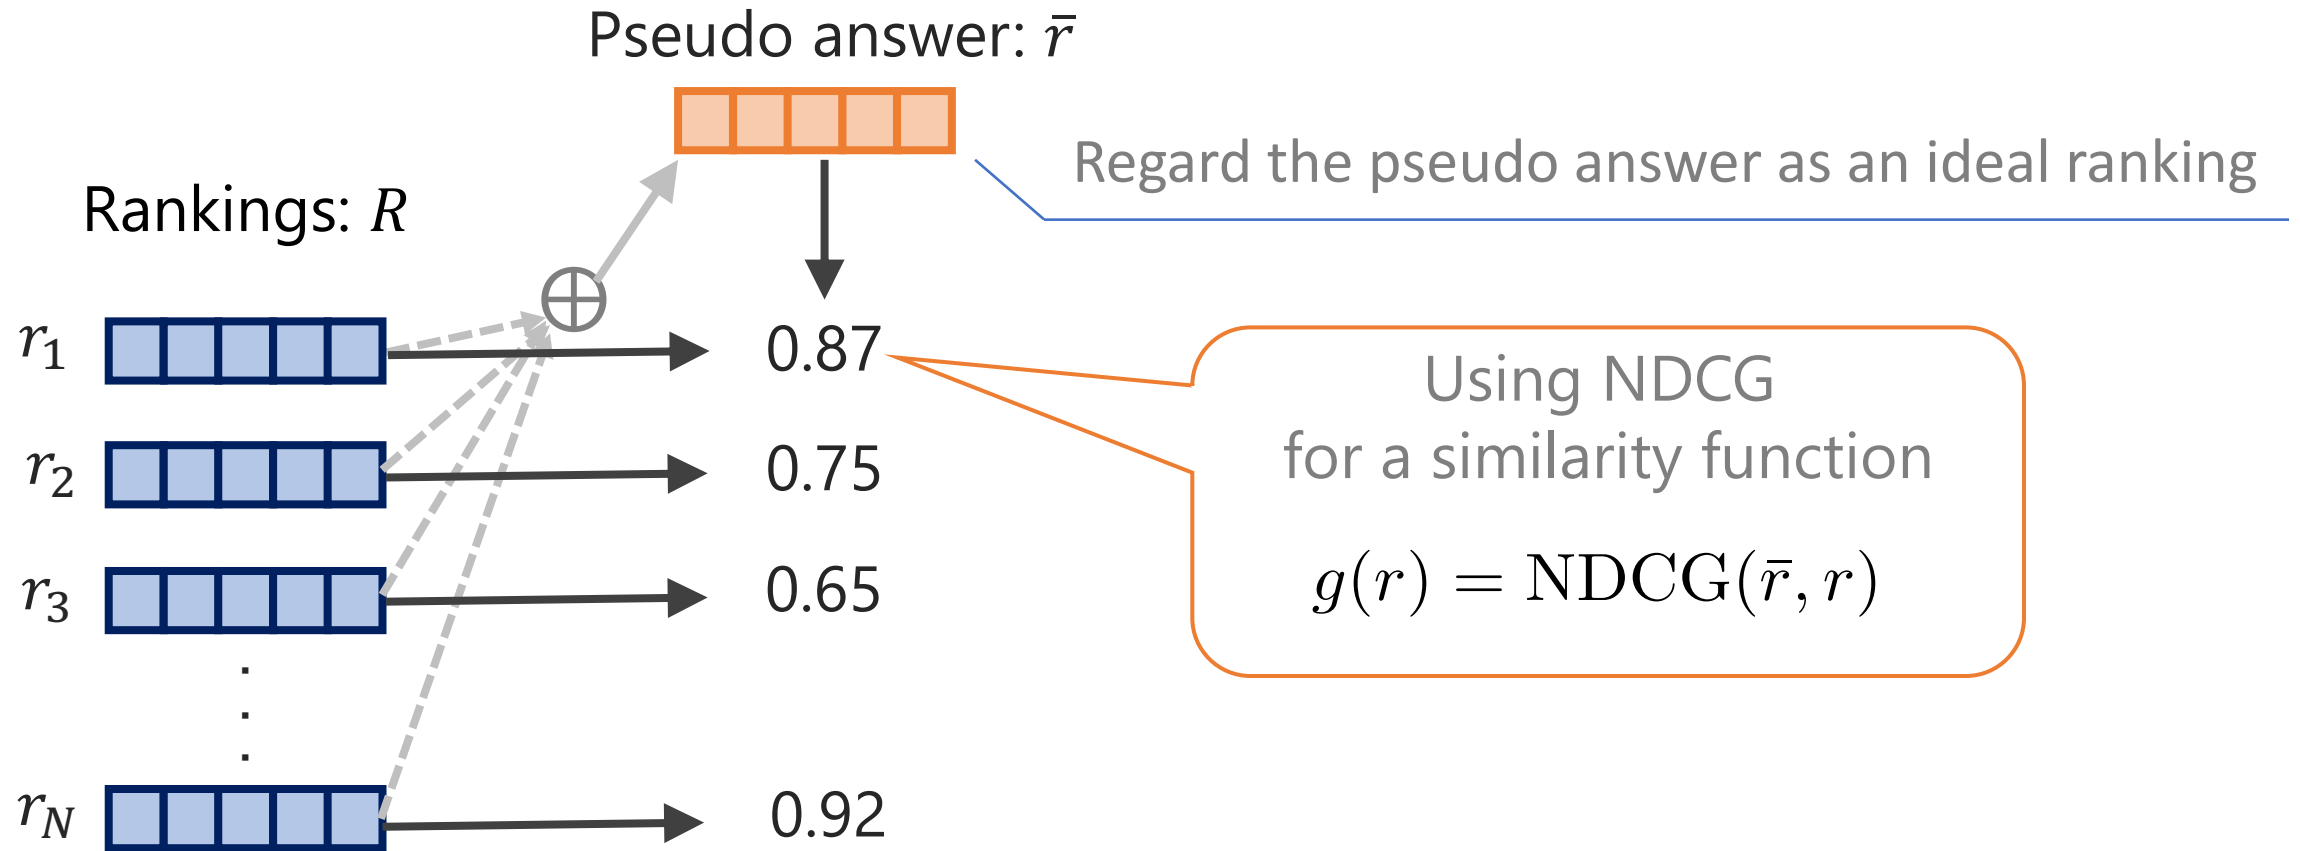 Pseudo answer: r̄
Regard the pseudo answer as an ideal ranking
Rankings: R
r₁
0.87
r₂
0.75
r₃
0.65
r_N
0.92
Using NDCG
for a similarity function
g(r) = NDCG(r̄, r)